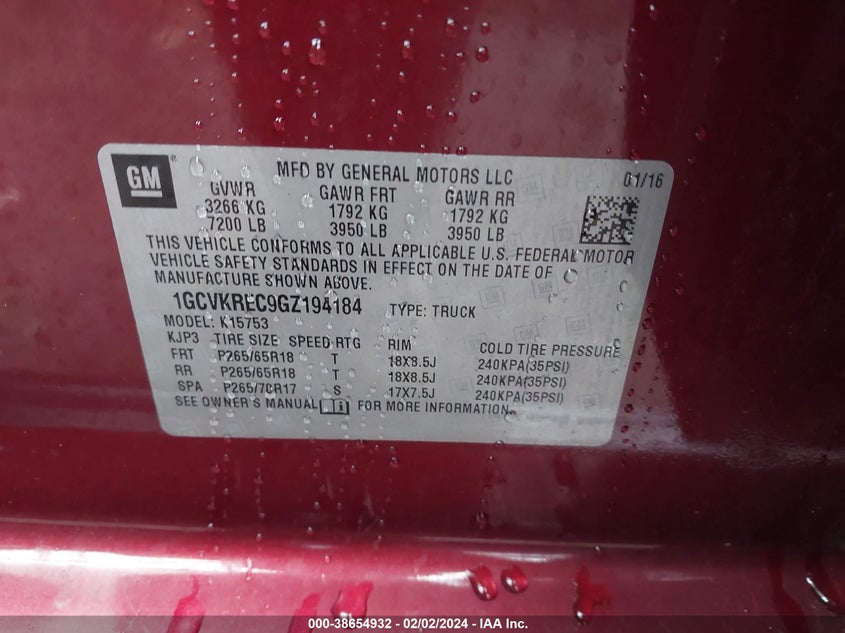 GM®
MFD BY GENERAL MOTORS LLC 01/16
GVWR GAWR FRT GAWR RR
3266 KG 1792 KG 1792 KG
7200 LB 3950 LB 3950 LB
THIS VEHICLE CONFORMS TO ALL APPLICABLE U.S. FEDERAL MOTOR
VEHICLE SAFETY STANDARDS IN EFFECT ON THE DATE OF
MANUFACTURE SHOWN ABOVE.
1GCVKREC9GZ194184 TYPE: TRUCK
MODEL: K15753
KJP3 TIRE SIZE SPEED RTG RIM COLD TIRE PRESSURE
FRT P265/65R18 T 18X8.5J 240KPA(35PSI)
RR P265/65R18 T 18X8.5J 240KPA(35PSI)
SPA P265/70R17 S 17X7.5J 240KPA(35PSI)
SEE OWNER'S MANUAL i FOR MORE INFORMATION.
000-38654932 - 02/02/2024 - IAA Inc.